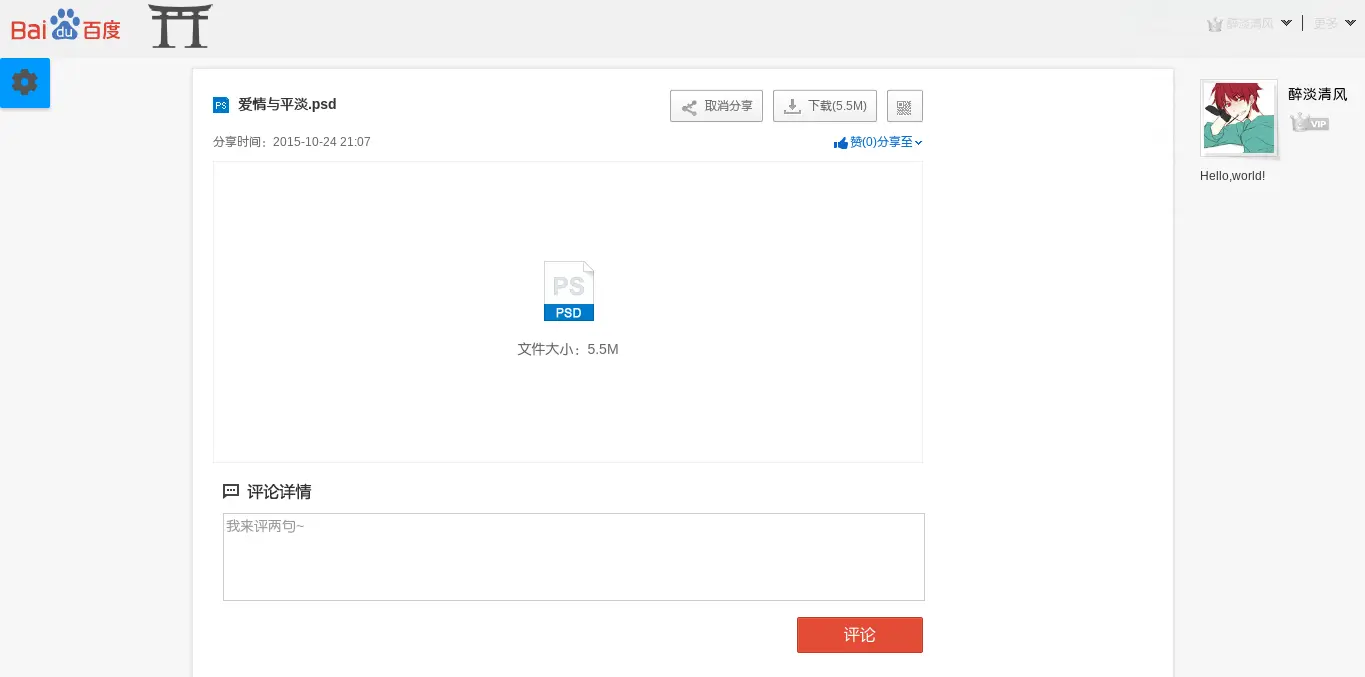 Bai du 百度
醉淡清风
更多
PS 爱情与平淡.psd
取消分享
下载(5.5M)
分享时间：2015-10-24 21:07
赞(0)分享至
醉淡清风
VIP
Hello,world!
PS
PSD
文件大小：5.5M
评论详情
我来评两句~
评论